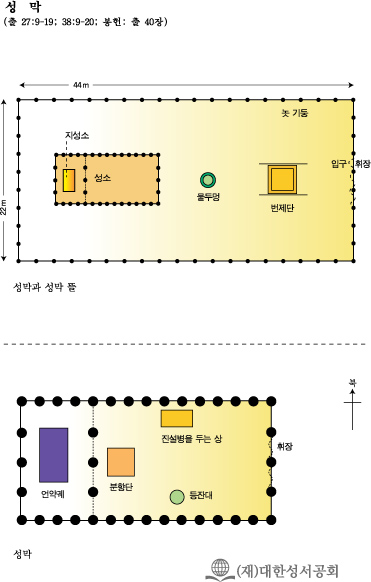 성 막
(출 27:9-19; 38:9-20; 봉헌: 출 40장)
44m
놋 기둥
지성소
입구
휘장
성소
22m
물두멍
번제단
성막과 성막 뜰
북
진설병을 두는 상
휘장
언약궤
분향단
등잔대
성막
(재)대한성서공회